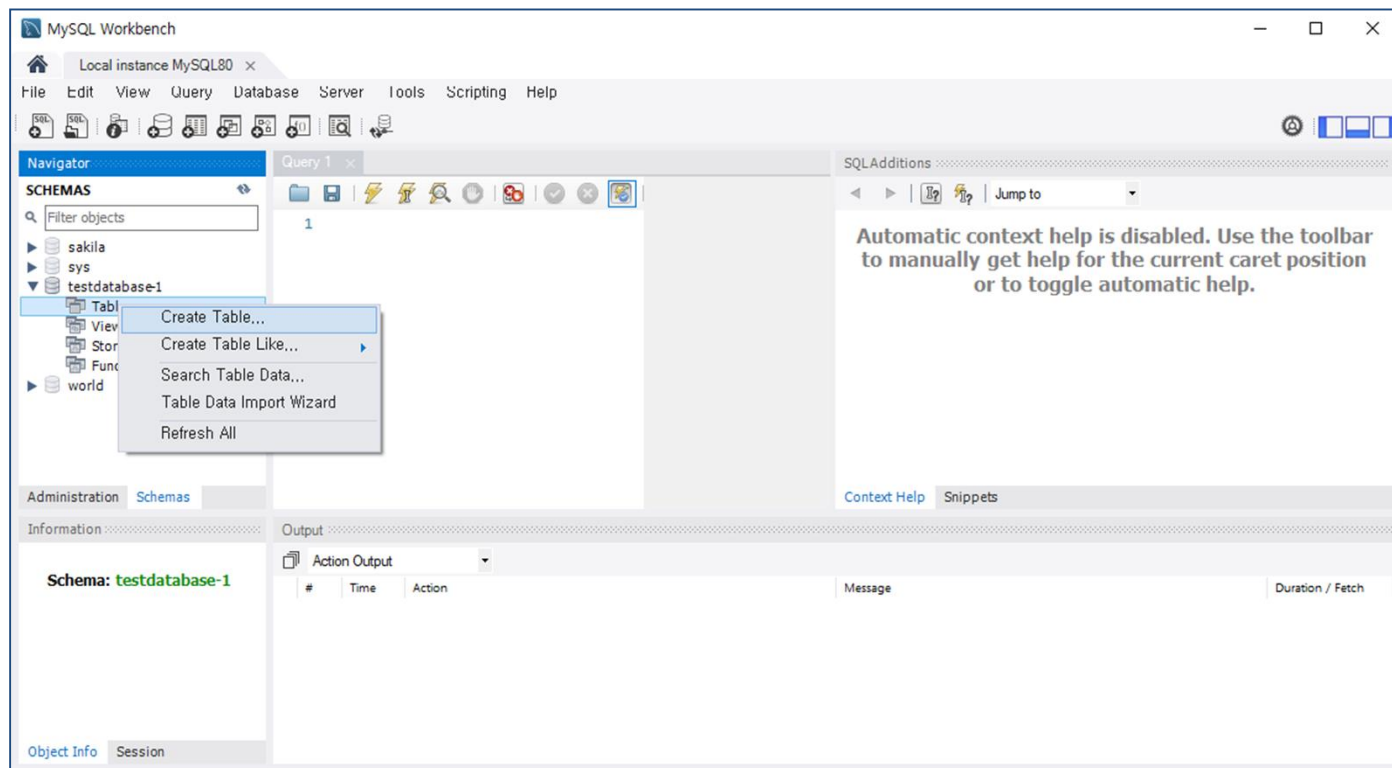 MySQL Workbench
Local instance MySQL80
File Edit View Query Database Server Tools Scripting Help
Navigator
SCHEMAS
Filter objects
sakila
sys
testdatabase-1
Tabl
View
Stor
Func
world
Create Table...
Create Table Like...
Search Table Data...
Table Data Import Wizard
Refresh All
Administration Schemas
Query 1
1
SQLAdditions
Jump to
Automatic context help is disabled. Use the toolbar
to manually get help for the current caret position
or to toggle automatic help.
Context Help Snippets
Information
Schema: testdatabase-1
Object Info Session
Output
Action Output
# Time Action Message Duration / Fetch